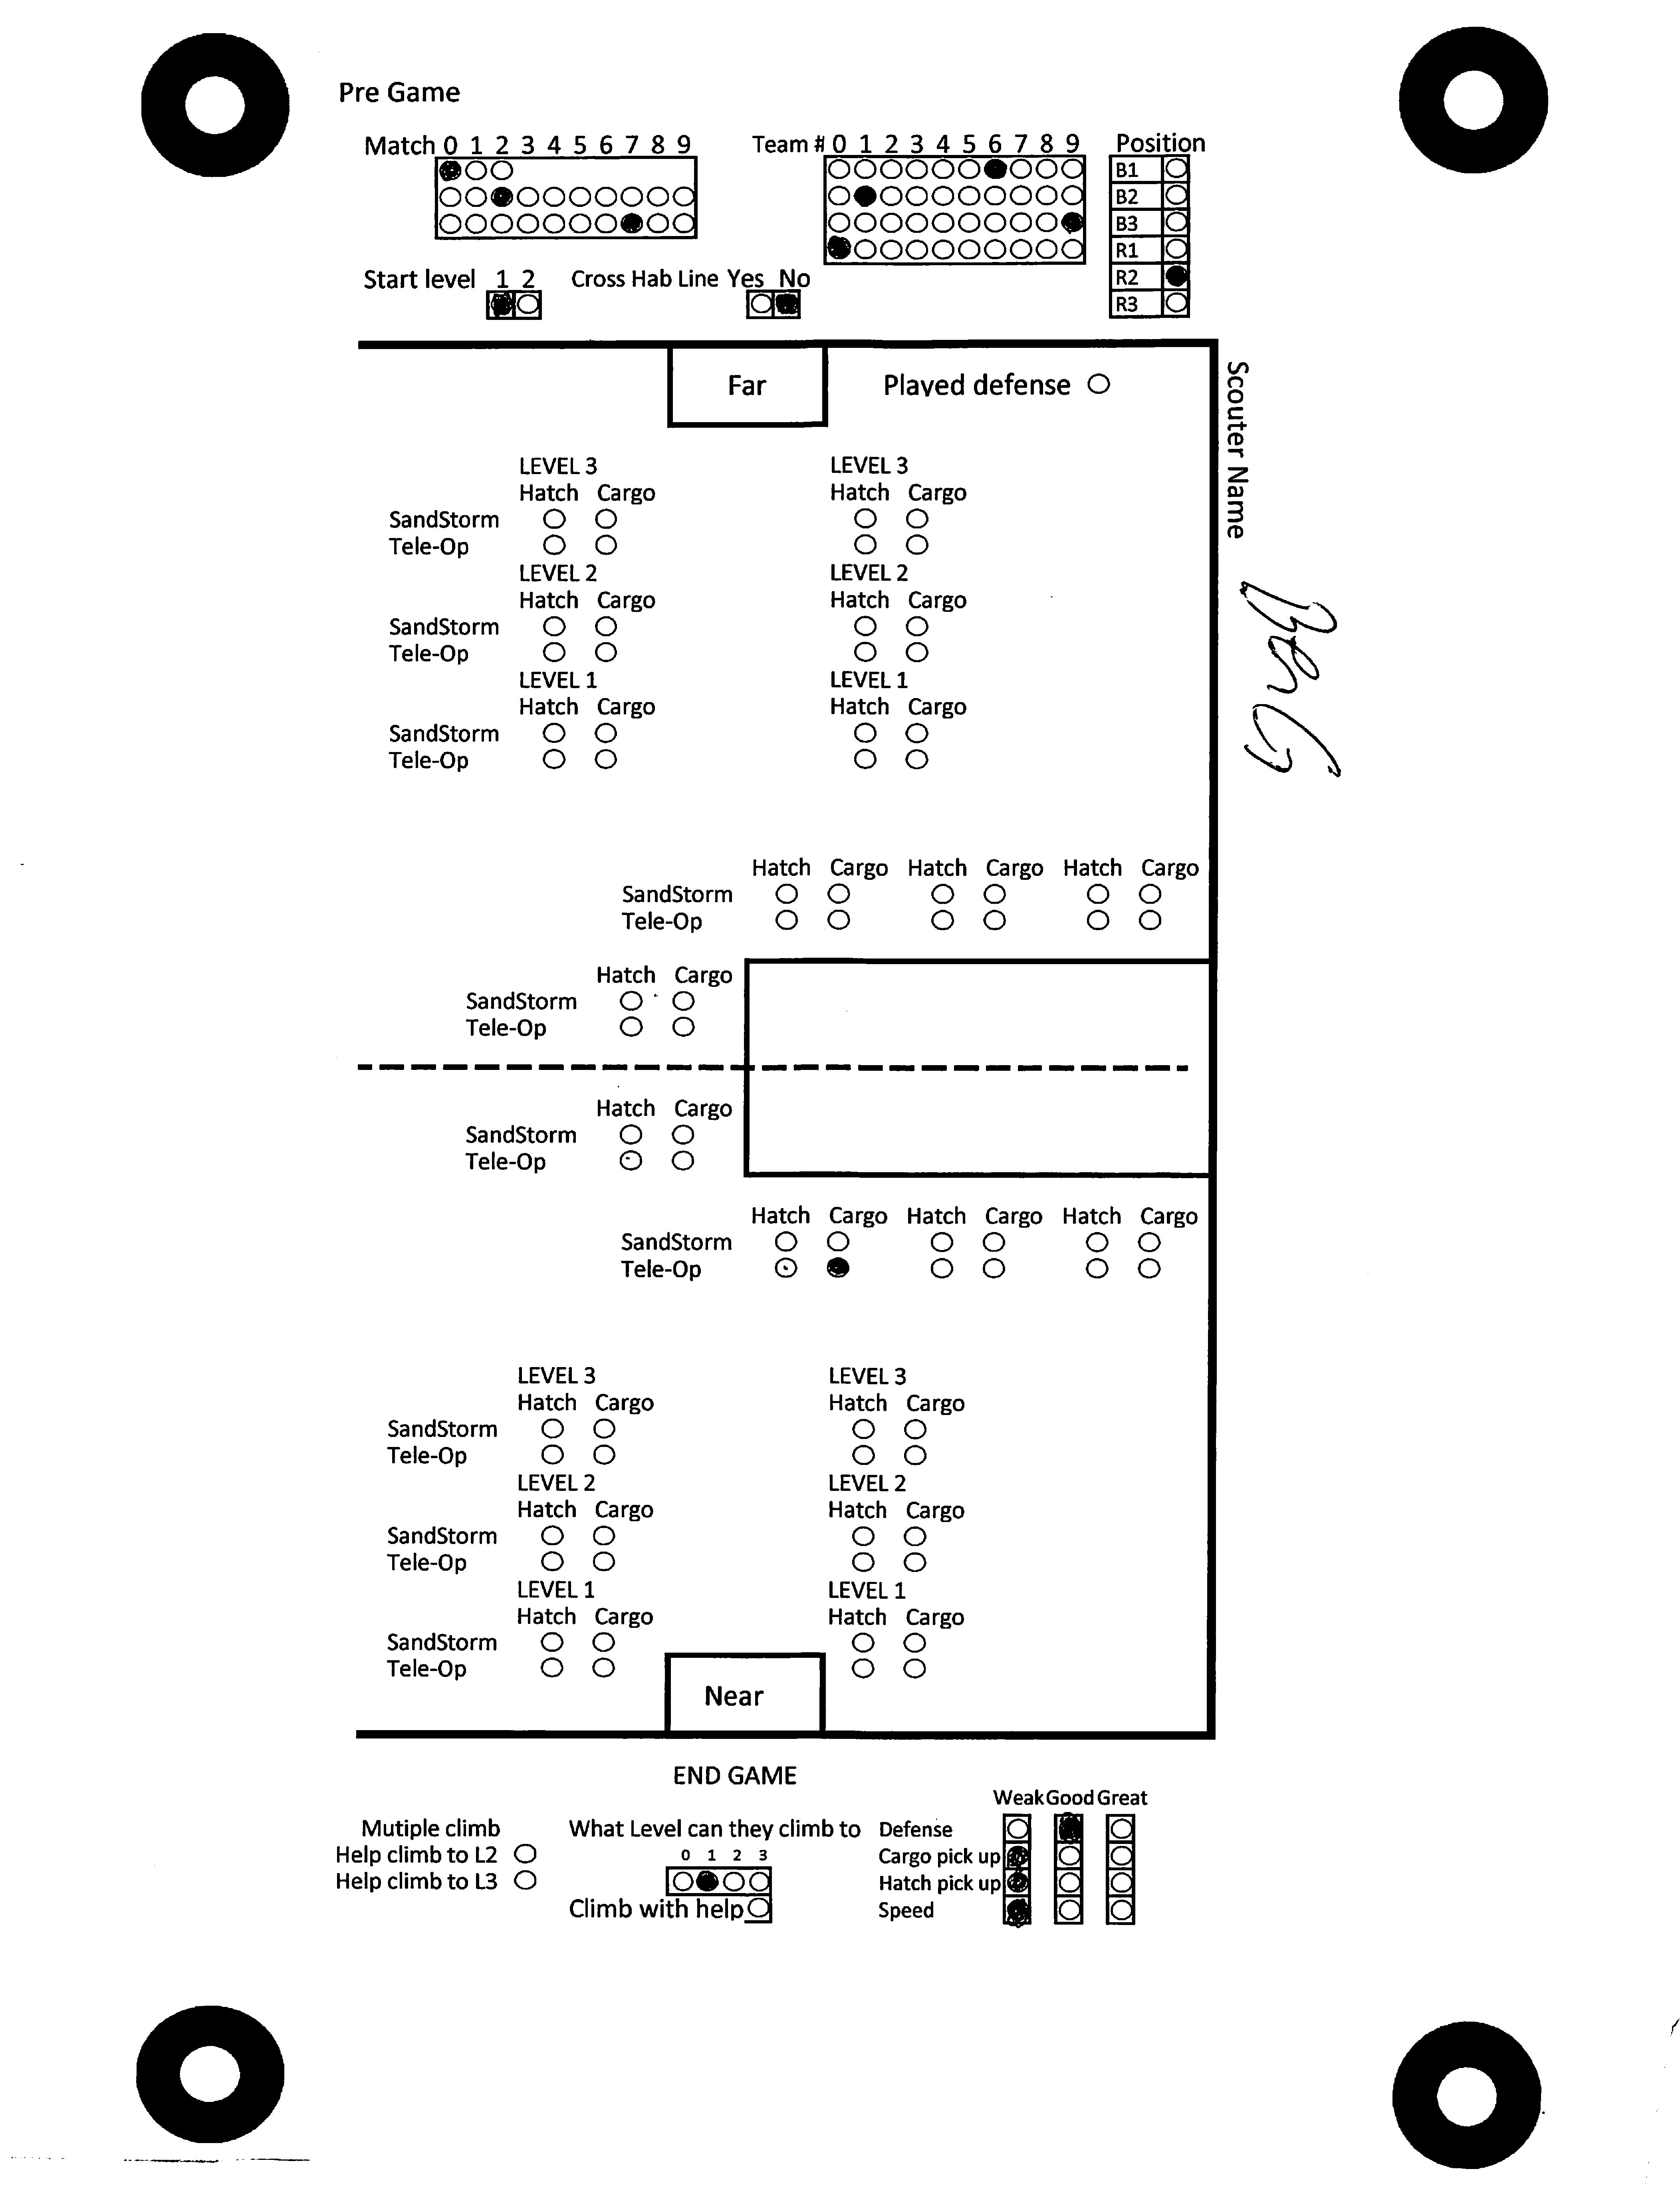 Pre Game
Match 0 1 2 3 4 5 6 7 8 9
Team # 0 1 2 3 4 5 6 7 8 9
Position
B1
B2
B3
R1
R2
R3
Start level 1 2
Cross Hab Line Yes No
Far
Played defense
Scouter Name
Ben G
LEVEL 3 LEVEL 3
Hatch Cargo Hatch Cargo
SandStorm
Tele-Op
LEVEL 2 LEVEL 2
Hatch Cargo Hatch Cargo
SandStorm
Tele-Op
LEVEL 1 LEVEL 1
Hatch Cargo Hatch Cargo
SandStorm
Tele-Op
Hatch Cargo Hatch Cargo Hatch Cargo
SandStorm
Tele-Op
Hatch Cargo
SandStorm
Tele-Op
Hatch Cargo
SandStorm
Tele-Op
Hatch Cargo Hatch Cargo Hatch Cargo
SandStorm
Tele-Op
LEVEL 3 LEVEL 3
Hatch Cargo Hatch Cargo
SandStorm
Tele-Op
LEVEL 2 LEVEL 2
Hatch Cargo Hatch Cargo
SandStorm
Tele-Op
LEVEL 1 LEVEL 1
Hatch Cargo Hatch Cargo
SandStorm
Tele-Op
Near
END GAME
Mutiple climb
Help climb to L2
Help climb to L3
What Level can they climb to
0 1 2 3
Climb with help
Weak Good Great
Defense
Cargo pick up
Hatch pick up
Speed